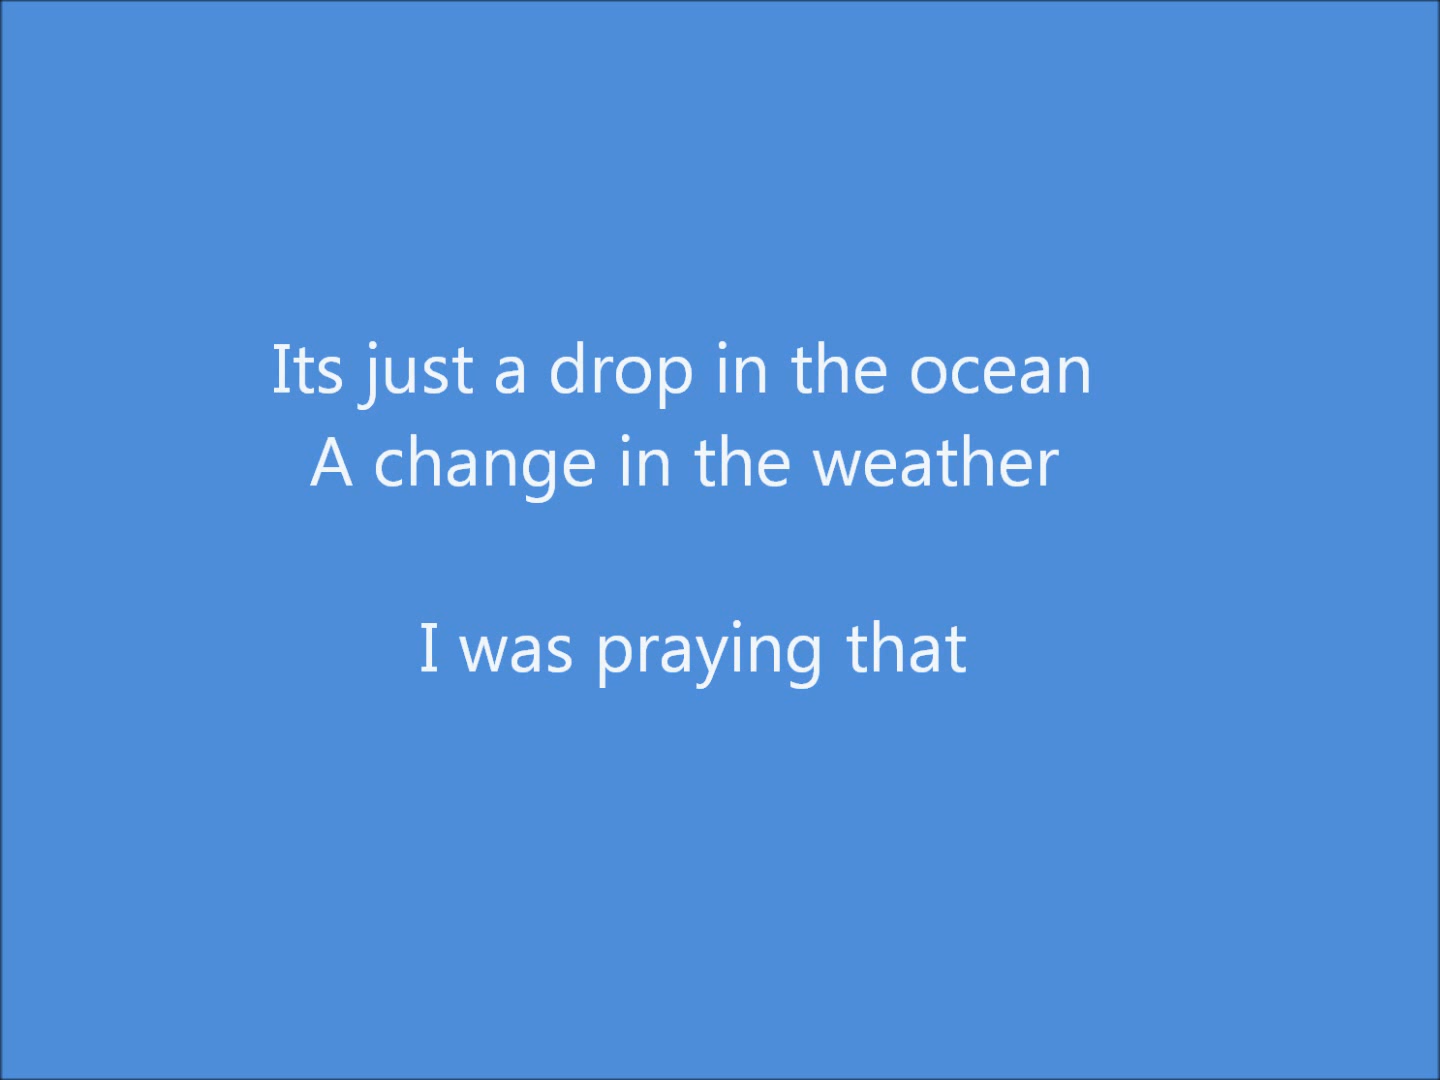 Its just a drop in the ocean
A change in the weather
I was praying that